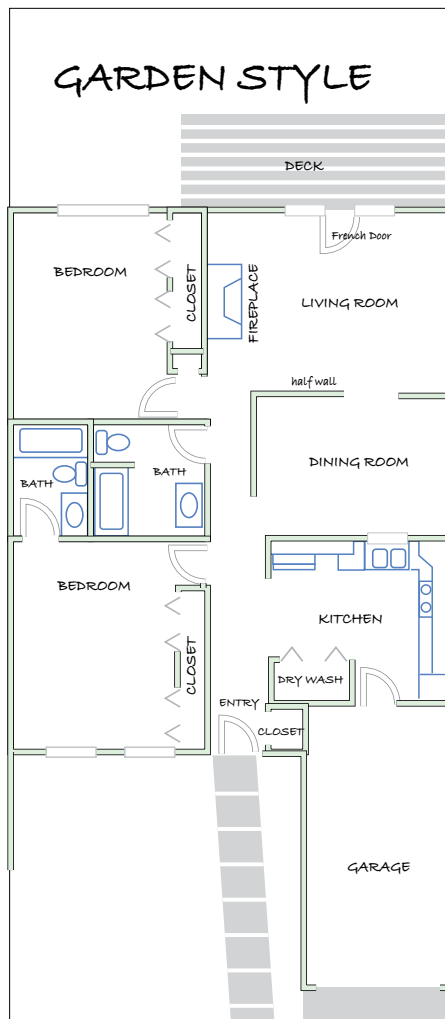 GARDEN STYLE
DECK
French Door
BEDROOM
CLOSET
FIREPLACE
LIVING ROOM
half wall
BATH
BATH
DINING ROOM
BEDROOM
CLOSET
KITCHEN
DRY WASH
ENTRY
CLOSET
GARAGE